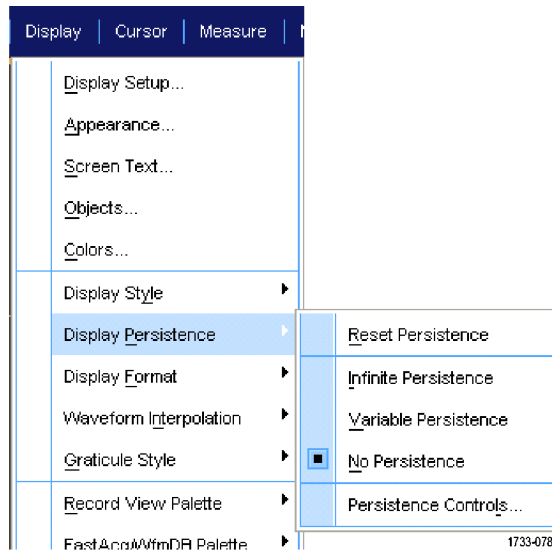 Display Cursor Measure
Display Setup...
Appearance...
Screen Text...
Objects...
Colors...
Display Style
Display Persistence
Display Format
Waveform Interpolation
Graticule Style
Record View Palette
FastAcq/WfmDB Palette
Reset Persistence
Infinite Persistence
Variable Persistence
No Persistence
Persistence Controls...
1733-078